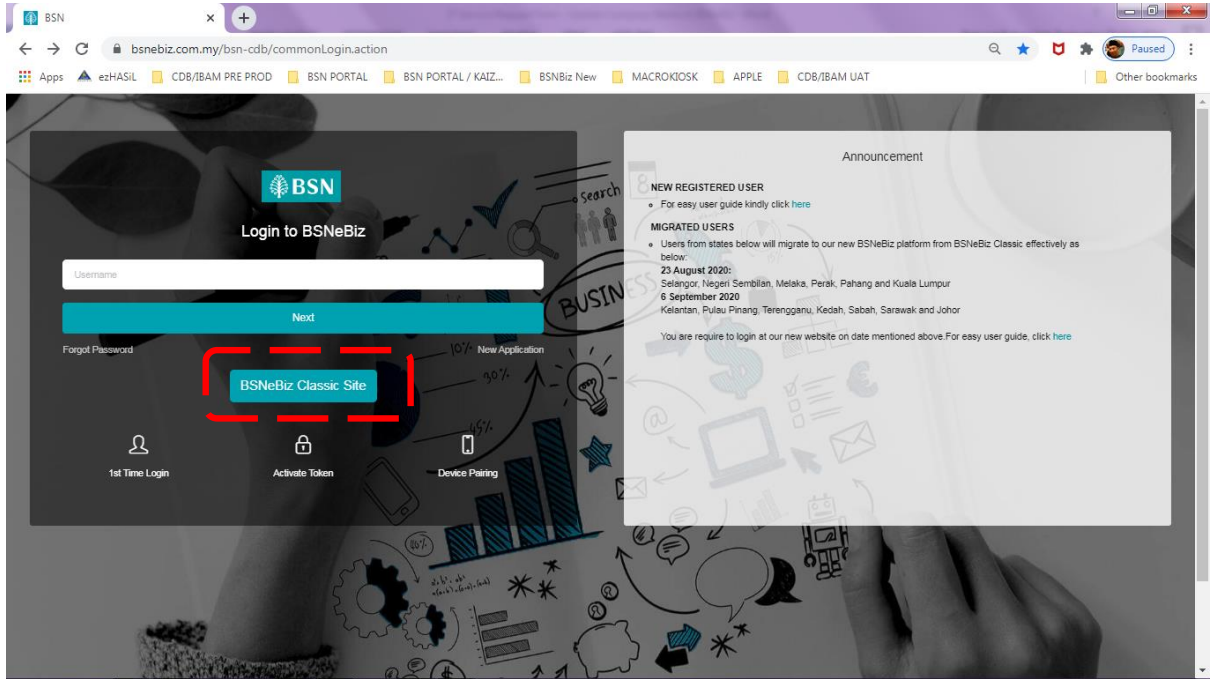 BSN
bsnebiz.com.my/bsn-cdb/commonLogin.action
Paused
Apps
ezHASiL
CDB/IBAM PRE PROD
BSN PORTAL
BSN PORTAL / KAIZ...
BSNBiz New
MACROKIOSK
APPLE
CDB/IBAM UAT
Other bookmarks
BSN
Login to BSNeBiz
Username
Next
Forgot Password
New Application
BSNeBiz Classic Site
1st Time Login
Activate Token
Device Pairing
Announcement
NEW REGISTERED USER
For easy user guide kindly click here
MIGRATED USERS
Users from states below will migrate to our new BSNeBiz platform from BSNeBiz Classic effectively as
below:
23 August 2020:
Selangor, Negeri Sembilan, Melaka, Perak, Pahang and Kuala Lumpur
6 September 2020
Kelantan, Pulau Pinang, Terengganu, Kedah, Sabah, Sarawak and Johor
You are require to login at our new website on date mentioned above.For easy user guide, click here
search
8
BUSINESS
10%
30%
45%
86%
@